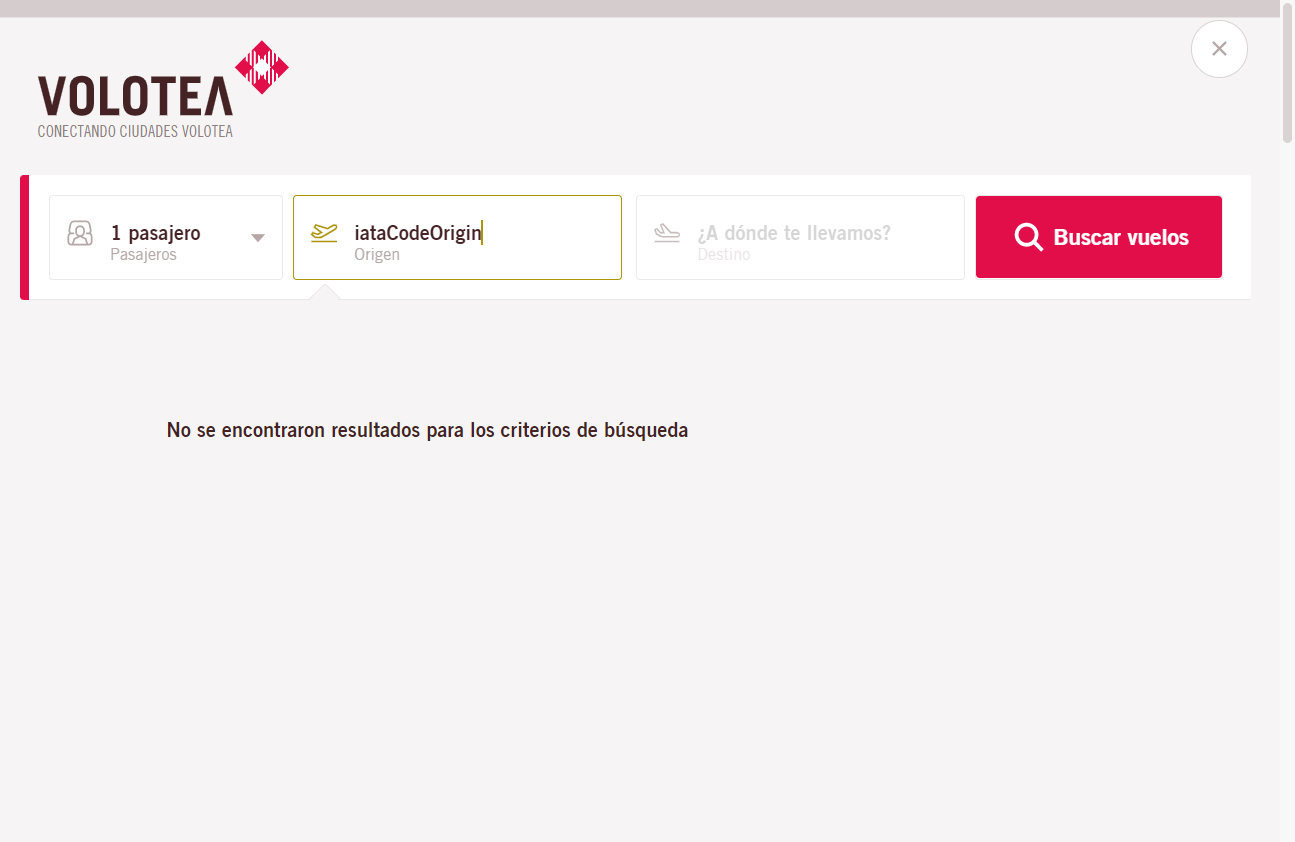 VOLOTEA
CONECTANDO CIUDADES VOLOTEA
1 pasajero
Pasajeros
iataCodeOrigin
Origen
¿A dónde te llevamos?
Destino
Buscar vuelos
No se encontraron resultados para los criterios de búsqueda